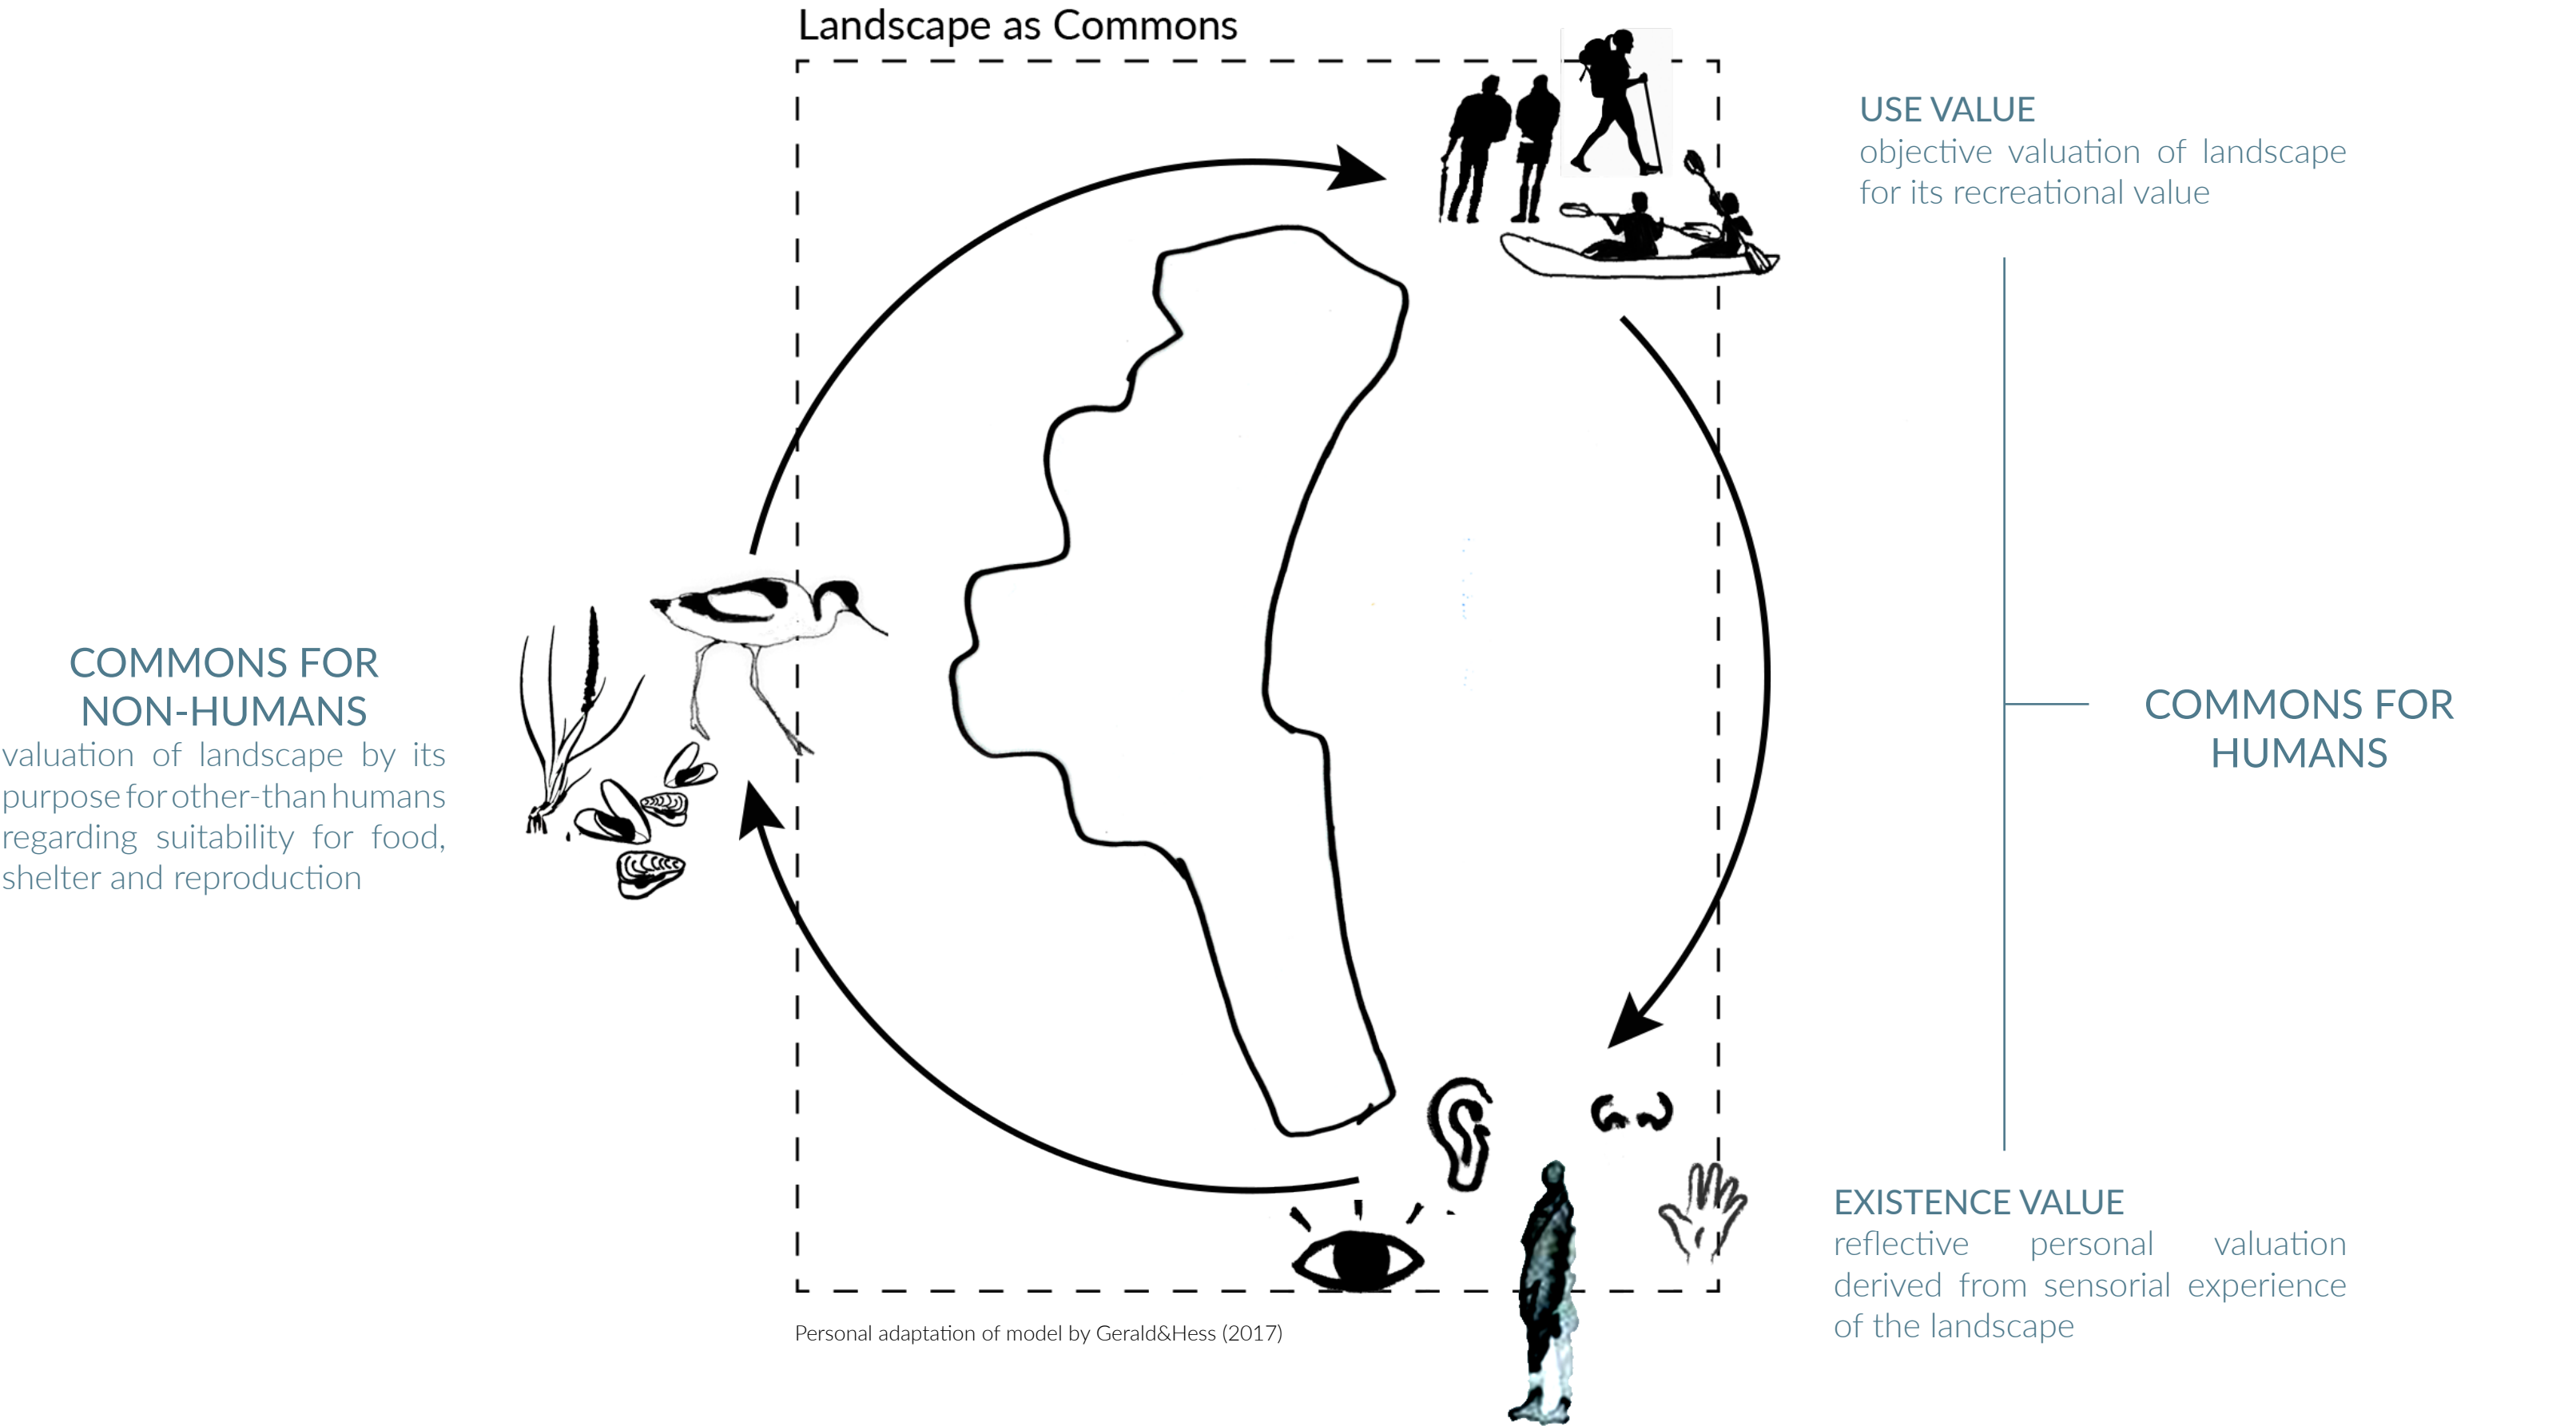 Landscape as Commons
USE VALUE
objective valuation of landscape
for its recreational value
COMMONS FOR
NON-HUMANS
valuation of landscape by its
purpose for other-than humans
regarding suitability for food,
shelter and reproduction
COMMONS FOR
HUMANS
EXISTENCE VALUE
reflective personal valuation
derived from sensorial experience
of the landscape
Personal adaptation of model by Gerald&Hess (2017)